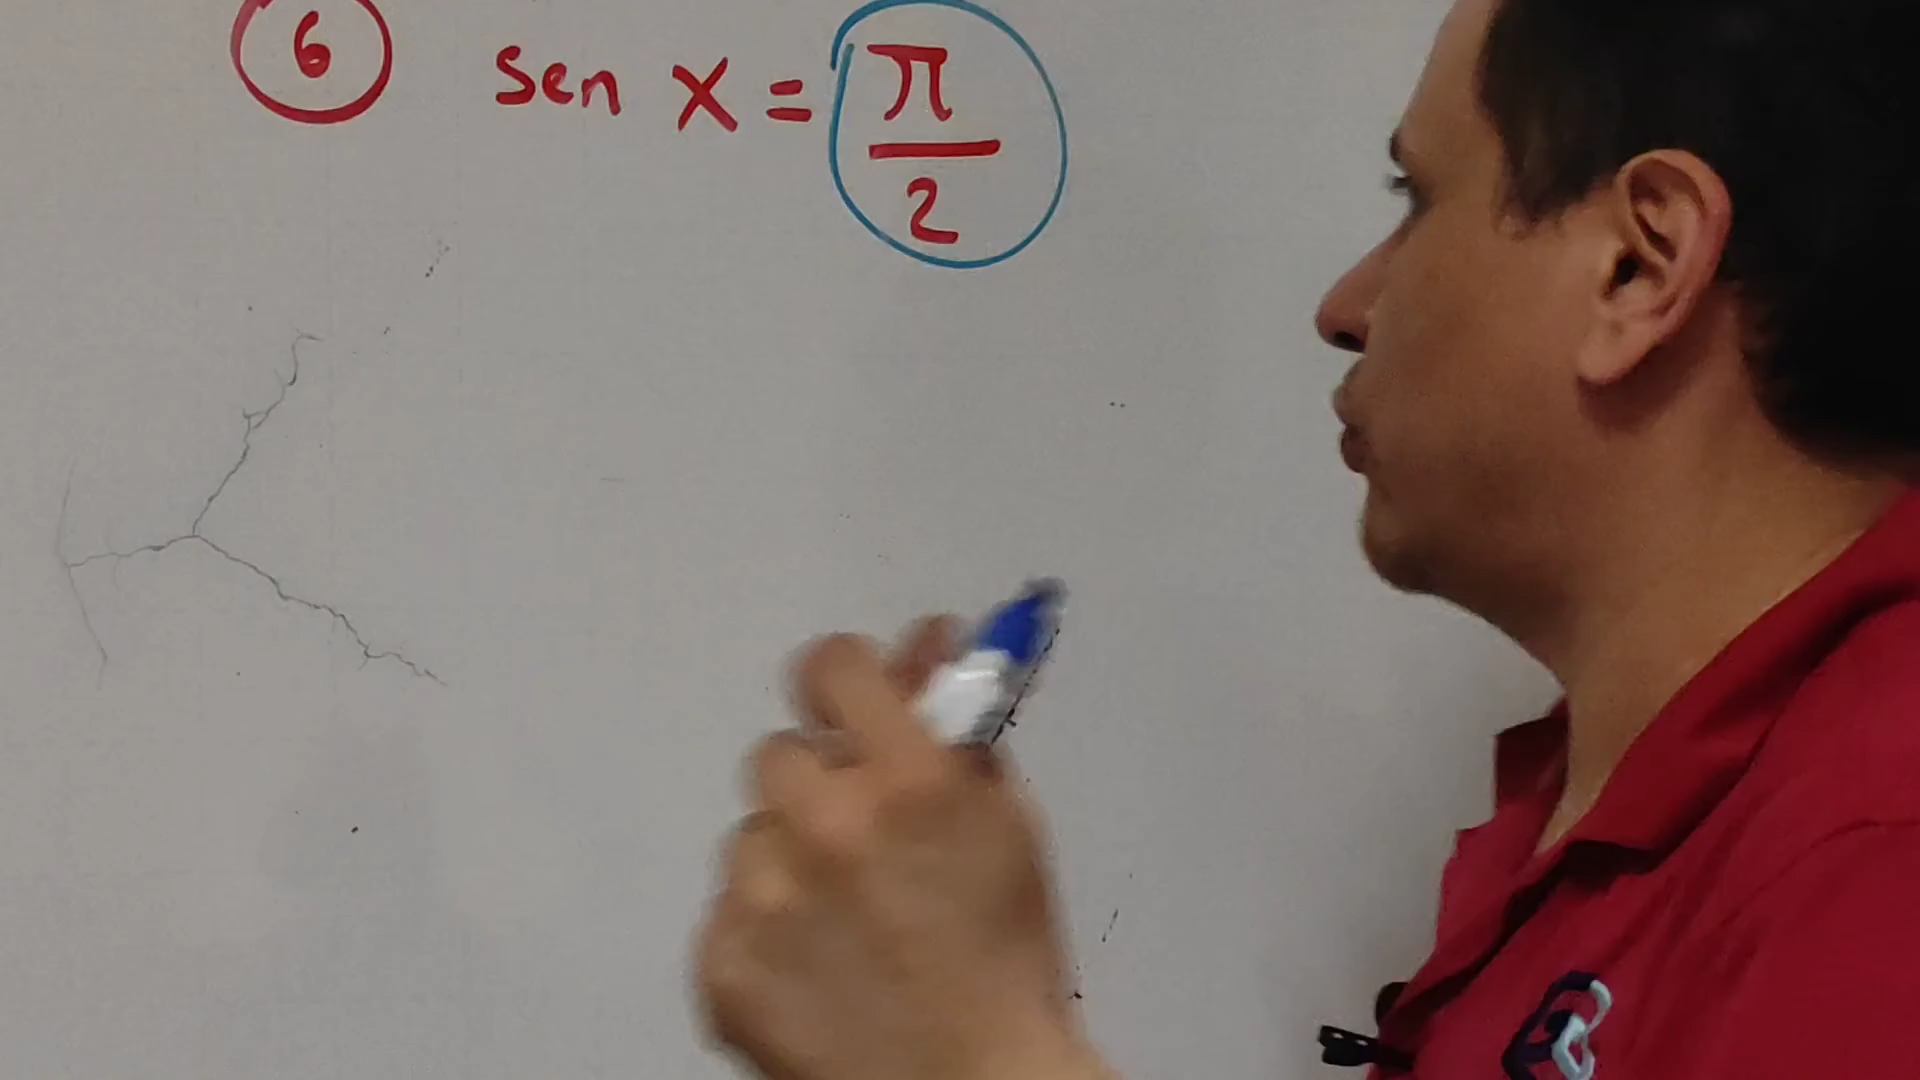 6 sen x = π/2